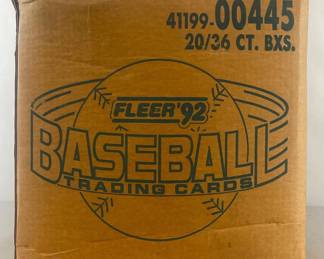 41199-00445
20/36 CT. BXS.
FLEER '92
BASEBALL
TRADING CARDS